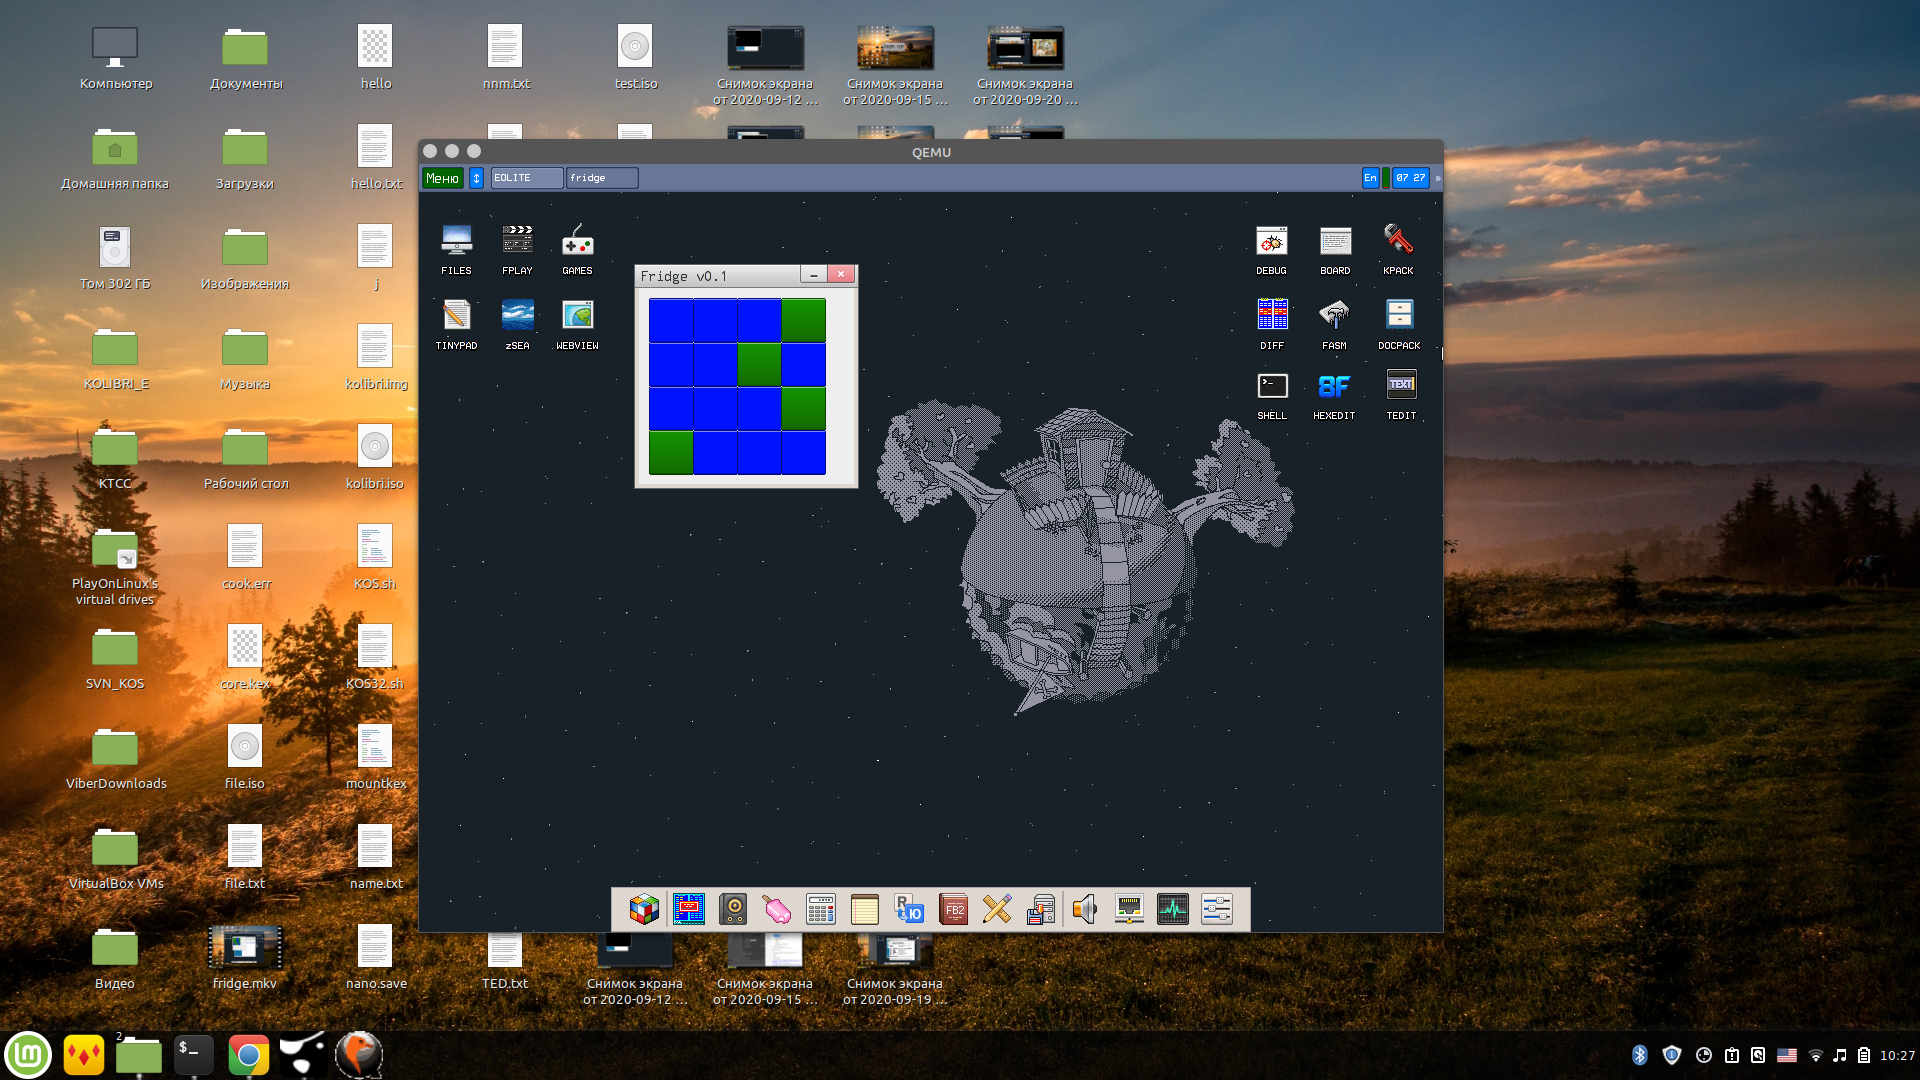 Компьютер
Документы
hello
nnm.txt
test.iso
Снимок экрана
от 2020-09-12 ...
Снимок экрана
от 2020-09-15 ...
Снимок экрана
от 2020-09-20 ...
Домашняя папка
Загрузки
hello.txt
Том 302 ГБ
Изображения
j
KOLIBRI_E
Музыка
kolibri.img
КТСС
Рабочий стол
kolibri.iso
PlayOnLinux's
virtual drives
cook.err
KOS.sh
SVN_KOS
core.kex
KOS32.sh
ViberDownloads
file.iso
mountkex
VirtualBox VMs
file.txt
name.txt
Видео
fridge.mkv
nano.save
TED.txt
Снимок экрана
от 2020-09-12 ...
Снимок экрана
от 2020-09-15 ...
Снимок экрана
от 2020-09-19 ...
QEMU
Меню
EOLITE
fridge
En
07 27
FILES
FPLAY
GAMES
TINYPAD
zSEA
WEBVIEW
Fridge v0.1
DEBUG
BOARD
KPACK
DIFF
FASM
DOCPACK
SHELL
8F
HEXEDIT
TEXT
TEDIT
R
Ю
FB2
2
$_
10:27